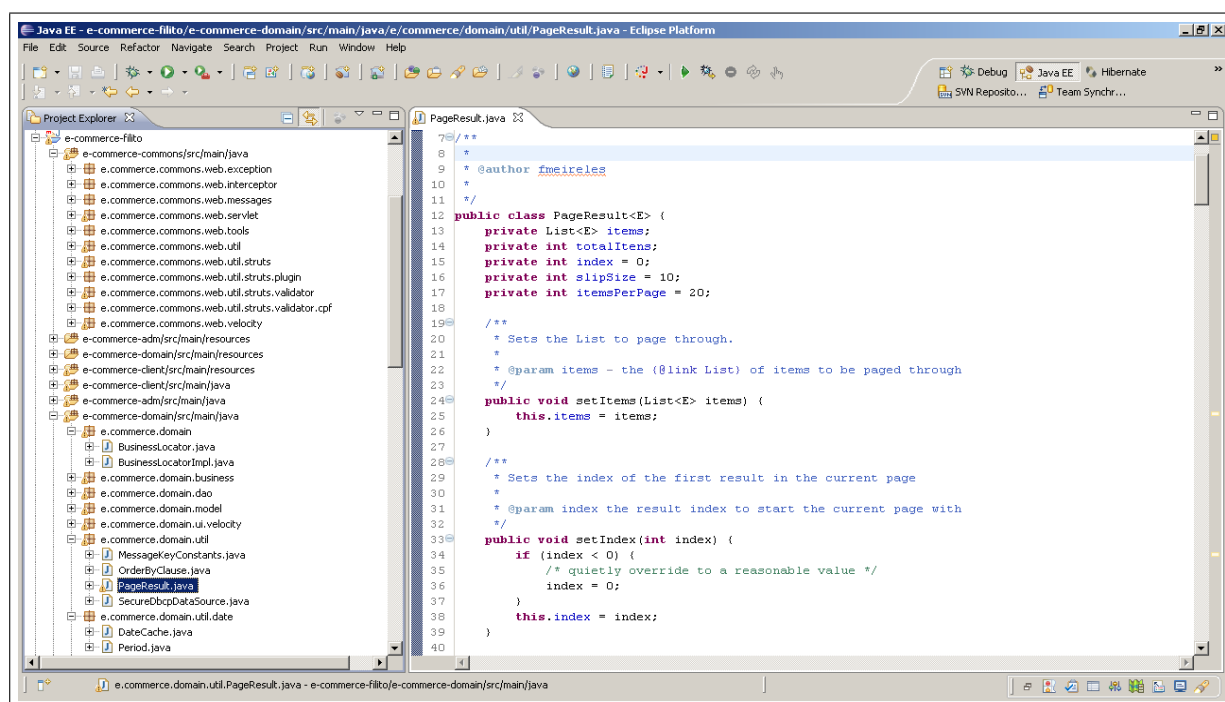 Java EE - e-commerce-filito/e-commerce-domain/src/main/java/e/commerce/domain/util/PageResult.java - Eclipse Platform
File Edit Source Refactor Navigate Search Project Run Window Help
Debug Java EE Hibernate »
SVN Reposito... Team Synchr...
Project Explorer
e-commerce-filito
e-commerce-commons/src/main/java
e.commerce.commons.web.exception
e.commerce.commons.web.interceptor
e.commerce.commons.web.messages
e.commerce.commons.web.servlet
e.commerce.commons.web.tools
e.commerce.commons.web.util
e.commerce.commons.web.util.struts
e.commerce.commons.web.util.struts.plugin
e.commerce.commons.web.util.struts.validator
e.commerce.commons.web.util.struts.validator.cpf
e.commerce.commons.web.velocity
e-commerce-adm/src/main/resources
e-commerce-domain/src/main/resources
e-commerce-client/src/main/resources
e-commerce-client/src/main/java
e-commerce-adm/src/main/java
e-commerce-domain/src/main/java
e.commerce.domain
BusinessLocator.java
BusinessLocatorImpl.java
e.commerce.domain.business
e.commerce.domain.dao
e.commerce.domain.model
e.commerce.domain.ui.velocity
e.commerce.domain.util
MessageKeyConstants.java
OrderByClause.java
PageResult.java
SecureDbcpDataSource.java
e.commerce.domain.util.date
DateCache.java
Period.java
PageResult.java
7 /**
8 *
9 * @author fmeireles
10 *
11 */
12 public class PageResult<E> {
13 private List<E> items;
14 private int totalItens;
15 private int index = 0;
16 private int slipSize = 10;
17 private int itemsPerPage = 20;
18
19 /**
20 * Sets the List to page through.
21 *
22 * @param items - the {@link List} of items to be paged through
23 */
24 public void setItems(List<E> items) {
25 this.items = items;
26 }
27
28 /**
29 * Sets the index of the first result in the current page
30 *
31 * @param index the result index to start the current page with
32 */
33 public void setIndex(int index) {
34 if (index < 0) {
35 /* quietly override to a reasonable value */
36 index = 0;
37 }
38 this.index = index;
39 }
40
e.commerce.domain.util.PageResult.java - e-commerce-filito/e-commerce-domain/src/main/java